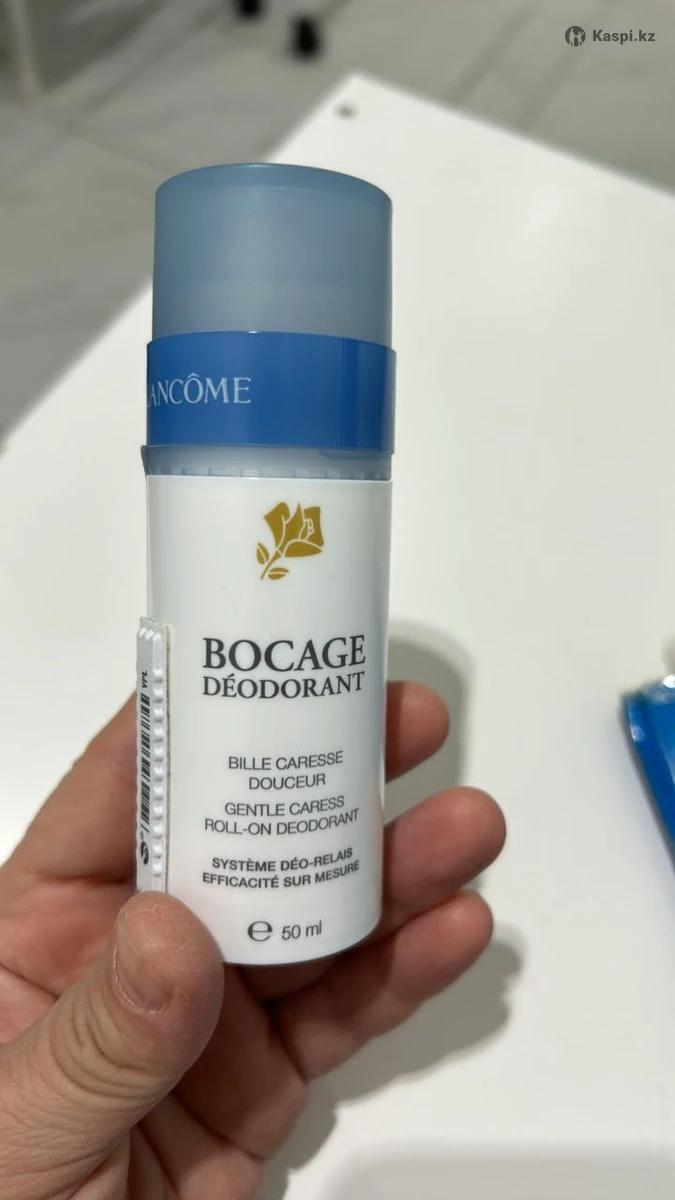 Kaspi.kz
LANCÔME
BOCAGE
DÉODORANT
BILLE CARESSE
DOUCEUR
GENTLE CARESS
ROLL-ON DEODORANT
SYSTÈME DÉO-RELAIS
EFFICACITÉ SUR MESURE
e 50 ml